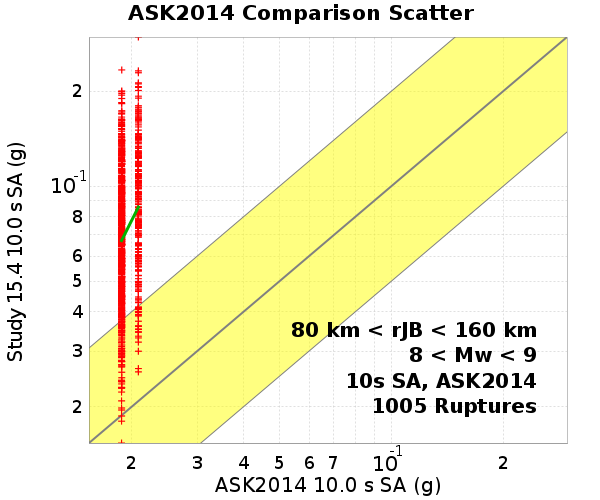 ASK2014 Comparison Scatter
Study 15.4 10.0 s SA (g)
2
10-1
8
6
5
4
3
2
80 km < rJB < 160 km
8 < Mw < 9
10s SA, ASK2014
1005 Ruptures
2 3 4 5 6 7 10-1 2
ASK2014 10.0 s SA (g)